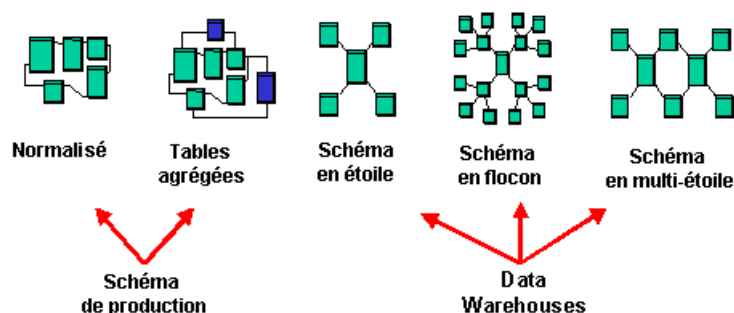 Normalisé
Tables
agrégées
Schéma
en étoile
Schéma
en flocon
Schéma
en multi-étoile
Schéma
de production
Data
Warehouses